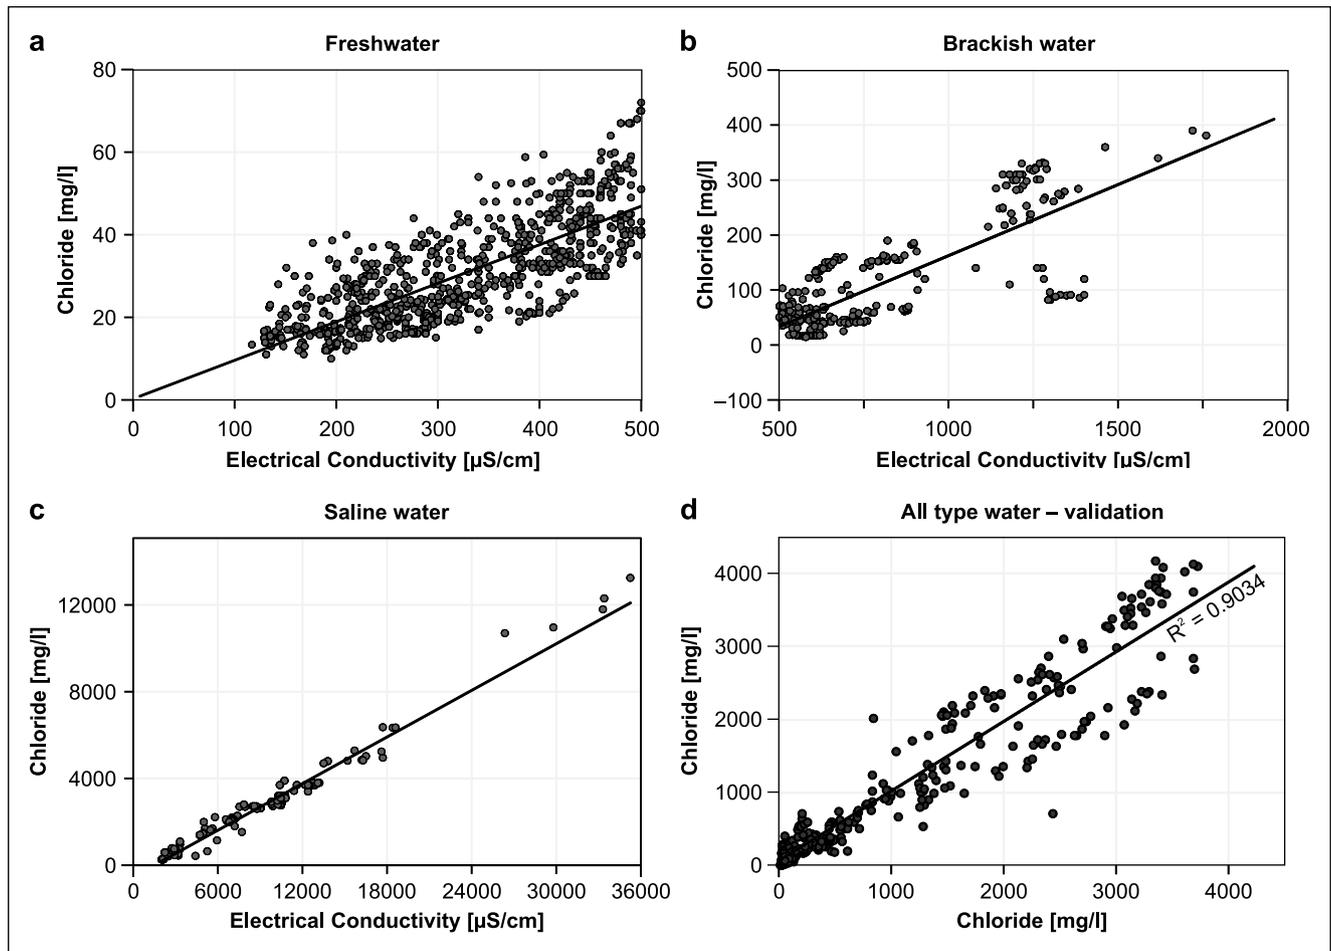 a
Freshwater
80
60
40
20
0
Chloride [mg/l]
0 100 200 300 400 500
Electrical Conductivity [µS/cm]
b
Brackish water
500
400
300
200
100
0
–100
Chloride [mg/l]
500 1000 1500 2000
Electrical Conductivity [µS/cm]
c
Saline water
12000
8000
4000
0
Chloride [mg/l]
0 6000 12000 18000 24000 30000 36000
Electrical Conductivity [µS/cm]
d
All type water – validation
4000
3000
2000
1000
0
Chloride [mg/l]
R² = 0.9034
0 1000 2000 3000 4000
Chloride [mg/l]